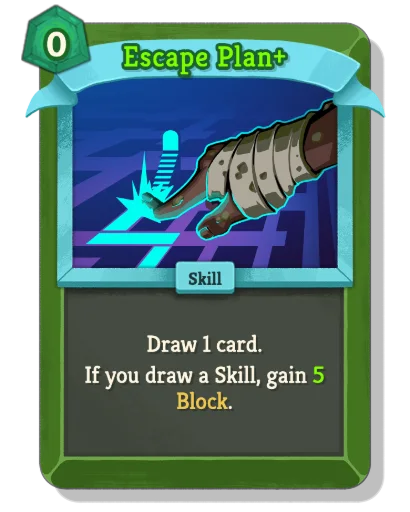 0
Escape Plan+
Skill
Draw 1 card.
If you draw a Skill, gain 5
Block.